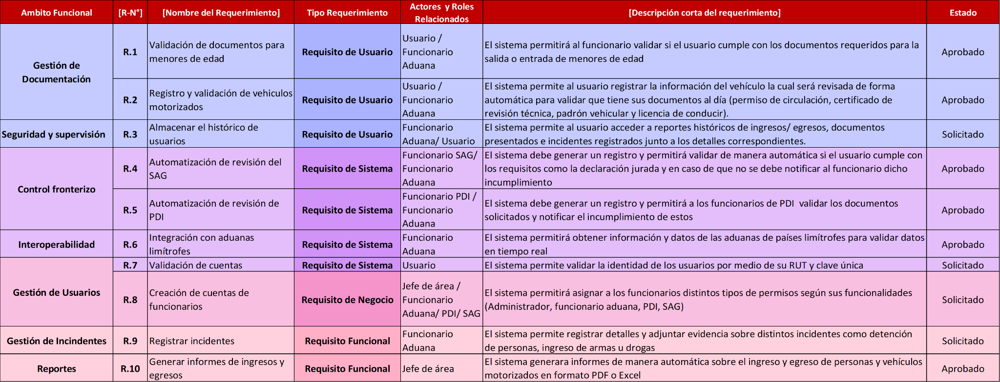 Ambito Funcional
[R-N°]
[Nombre del Requerimiento]
Tipo Requerimiento
Actores y Roles
Relacionados
[Descripción corta del requerimiento]
Estado
Gestión de
Documentación
R.1
Validación de documentos para
menores de edad
Requisito de Usuario
Usuario /
Funcionario
Aduana
El sistema permitirá al funcionario validar si el usuario cumple con los documentos requeridos para la
salida o entrada de menores de edad
Aprobado
R.2
Registro y validación de vehiculos
motorizados
Requisito de Usuario
Usuario /
Funcionario
Aduana
El sistema permite al usuario registrar la información del vehículo la cual será revisada de forma
automática para validar que tiene sus documentos al día (permiso de circulación, certificado de
revisión técnica, padrón vehicular y licencia de conducir).
Aprobado
Seguridad y supervisión
R.3
Almacenar el histórico de
usuarios
Requisito de Usuario
Funcionario
Aduana/ Usuario
El sistema permite al usuario acceder a reportes históricos de ingresos/ egresos, documentos
presentados e incidentes registrados junto a los detalles correspondientes.
Solicitado
Control fronterizo
R.4
Automatización de revisión del
SAG
Requisito de Sistema
Funcionario SAG/
Funcionario
Aduana
El sistema debe generar un registro y permitirá validar de manera automática si el usuario cumple con
los requisitos como la declaración jurada y en caso de que no se debe notificar al funcionario dicho
incumplimiento
Aprobado
R.5
Automatización de revisión de
PDI
Requisito de Sistema
Funcionario PDI /
Funcionario
Aduana
El sistema debe generar un registro y permitirá a los funcionarios de PDI validar los documentos
solicitados y notificar el incumplimiento de estos
Aprobado
Interoperabilidad
R.6
Integración con aduanas
limítrofes
Requisito de Sistema
Funcionario
Aduana
El sistema permitirá obtener información y datos de las aduanas de países limítrofes para validar datos
en tiempo real
Aprobado
Gestión de Usuarios
R.7
Validación de cuentas
Requisito de Sistema
Usuario
El sistema permite validar la identidad de los usuarios por medio de su RUT y clave única
Solicitado
R.8
Creación de cuentas de
funcionarios
Requisito de Negocio
Jefe de área /
Funcionario
Aduana/ PDI/ SAG
El sistema permitirá asignar a los funcionarios distintos tipos de permisos según sus funcionalidades
(Administrador, funcionario aduana, PDI, SAG)
Solicitado
Gestión de Incindentes
R.9
Registrar incidentes
Requisito Funcional
Funcionario
Aduana
El sistema permite registrar detalles y adjuntar evidencia sobre distintos incidentes como detención
de personas, ingreso de armas u drogas
Solicitado
Reportes
R.10
Generar informes de ingresos y
egresos
Requisito Funcional
Jefe de área
El sistema generara informes de manera automática sobre el ingreso y egreso de personas y vehículos
motorizados en formato PDF o Excel
Aprobado